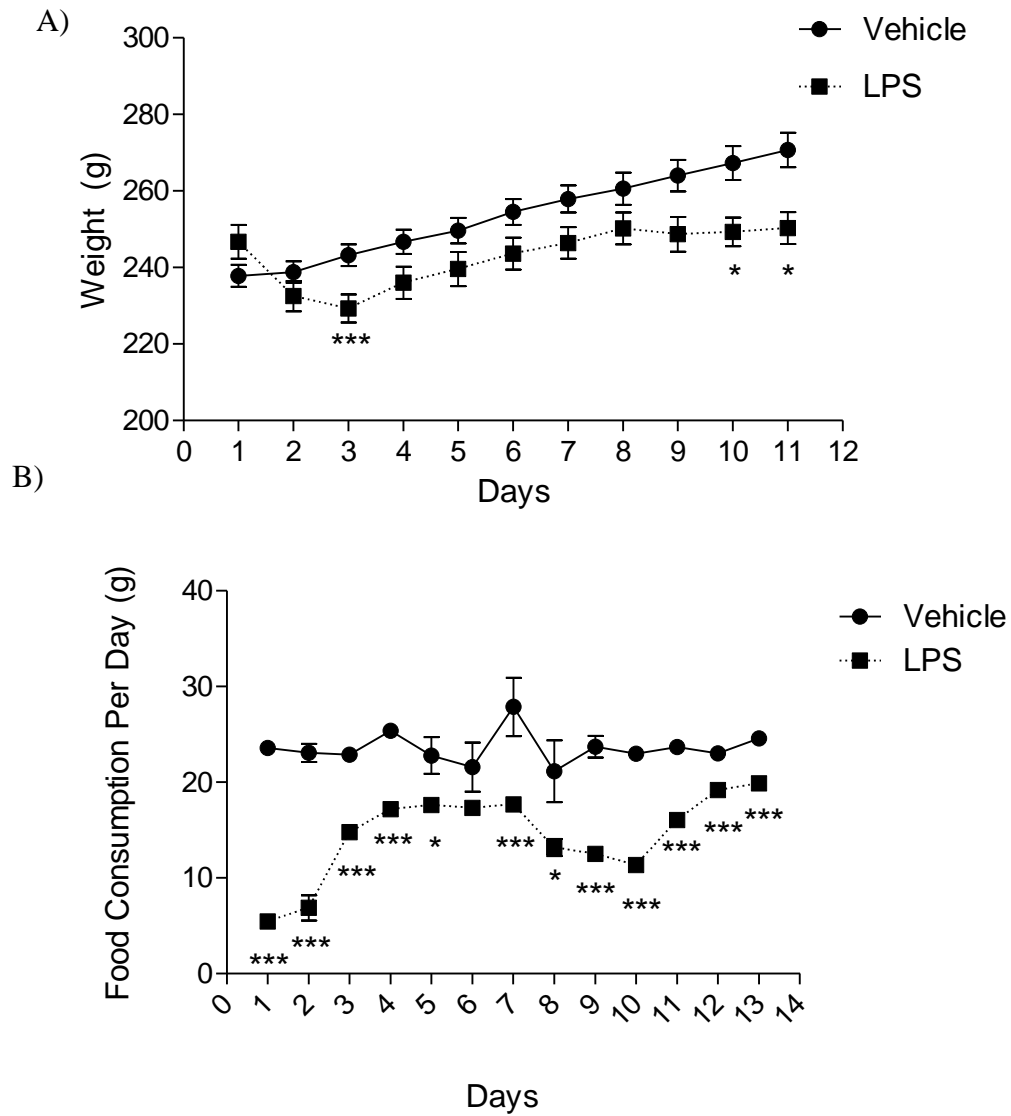 A)
Vehicle
LPS
Weight (g)
300
280
260
240
220
200
***
*
*
0 1 2 3 4 5 6 7 8 9 10 11 12
Days
B)
Vehicle
LPS
Food Consumption Per Day (g)
40
30
20
10
0
***
***
***
***
*
***
*
***
***
***
***
***
0 1 2 3 4 5 6 7 8 9 10 11 12 13 14
Days